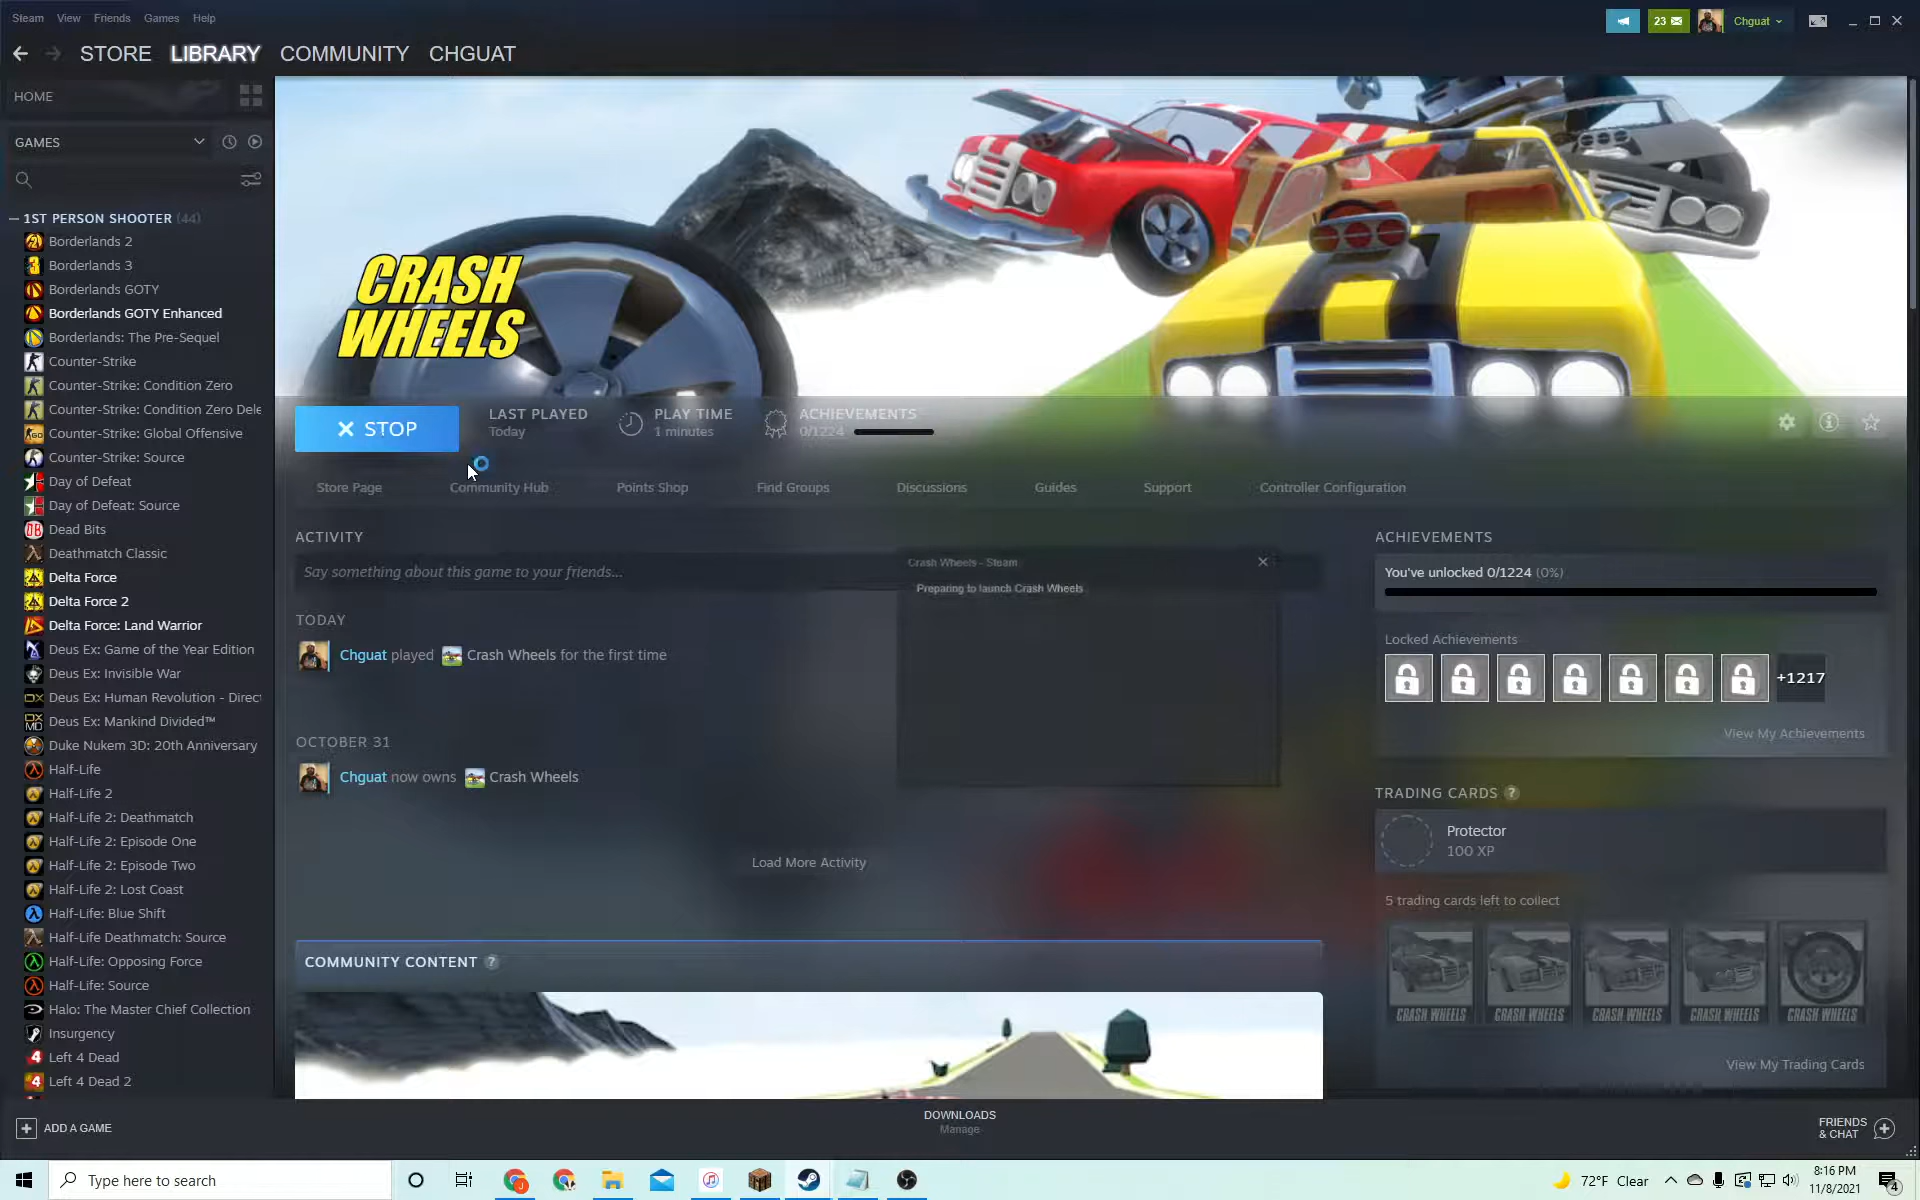 Steam View Friends Games Help
23 Chguat
STORE LIBRARY COMMUNITY CHGUAT
HOME
GAMES
1ST PERSON SHOOTER (44)
Borderlands 2
Borderlands 3
Borderlands GOTY
Borderlands GOTY Enhanced
Borderlands: The Pre-Sequel
Counter-Strike
Counter-Strike: Condition Zero
Counter-Strike: Condition Zero Dele
Counter-Strike: Global Offensive
Counter-Strike: Source
Day of Defeat
Day of Defeat: Source
Dead Bits
Deathmatch Classic
Delta Force
Delta Force 2
Delta Force: Land Warrior
Deus Ex: Game of the Year Edition
Deus Ex: Invisible War
Deus Ex: Human Revolution - Direct
Deus Ex: Mankind Divided™
Duke Nukem 3D: 20th Anniversary
Half-Life
Half-Life 2
Half-Life 2: Deathmatch
Half-Life 2: Episode One
Half-Life 2: Episode Two
Half-Life 2: Lost Coast
Half-Life: Blue Shift
Half-Life Deathmatch: Source
Half-Life: Opposing Force
Half-Life: Source
Halo: The Master Chief Collection
Insurgency
Left 4 Dead
Left 4 Dead 2
CRASH
WHEELS
STOP
LAST PLAYED
Today
PLAY TIME
1 minutes
ACHIEVEMENTS
0/1224
Store Page Community Hub Points Shop Find Groups Discussions Guides Support Controller Configuration
ACTIVITY
Say something about this game to your friends...
Crash Wheels - Steam
Preparing to launch Crash Wheels
TODAY
Chguat played Crash Wheels for the first time
OCTOBER 31
Chguat now owns Crash Wheels
Load More Activity
COMMUNITY CONTENT ?
ACHIEVEMENTS
You've unlocked 0/1224 (0%)
Locked Achievements
+1217
View My Achievements
TRADING CARDS ?
Protector
100 XP
5 trading cards left to collect
CRASH WHEELS CRASH WHEELS CRASH WHEELS CRASH WHEELS CRASH WHEELS
View My Trading Cards
ADD A GAME
DOWNLOADS
Manage
FRIENDS
& CHAT
Type here to search
72°F Clear
8:16 PM
11/8/2021
4